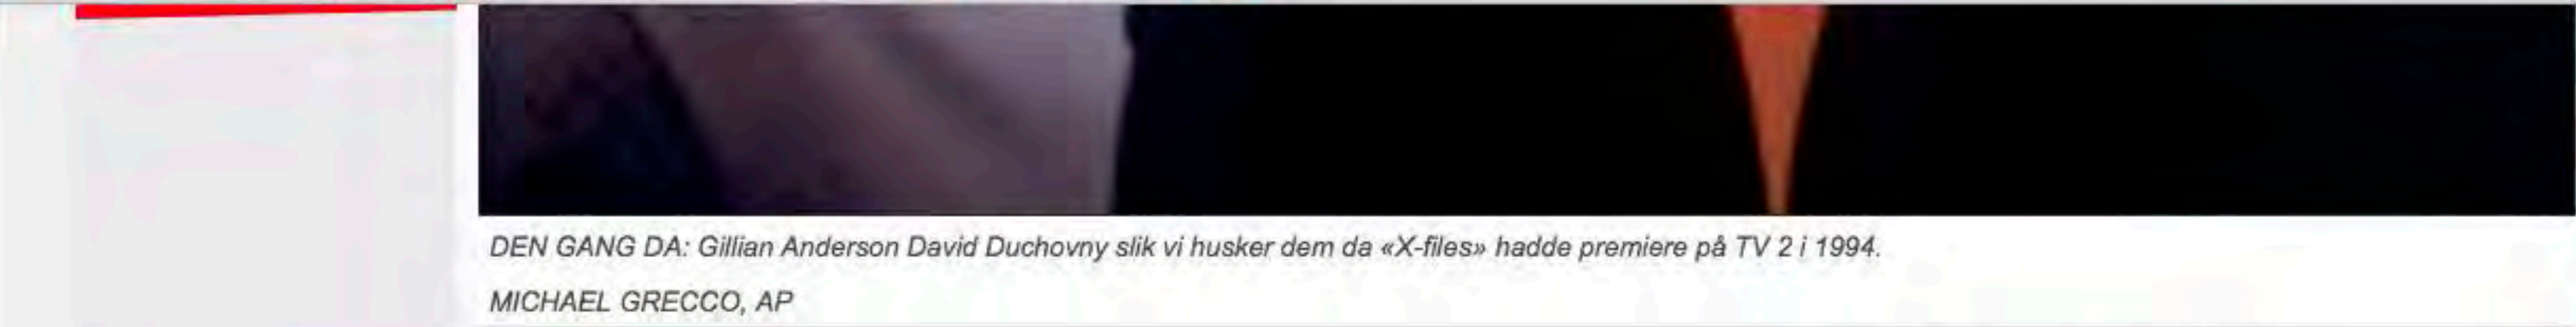 DEN GANG DA: Gillian Anderson David Duchovny slik vi husker dem da «X-files» hadde premiere på TV 2 i 1994.
MICHAEL GRECCO, AP